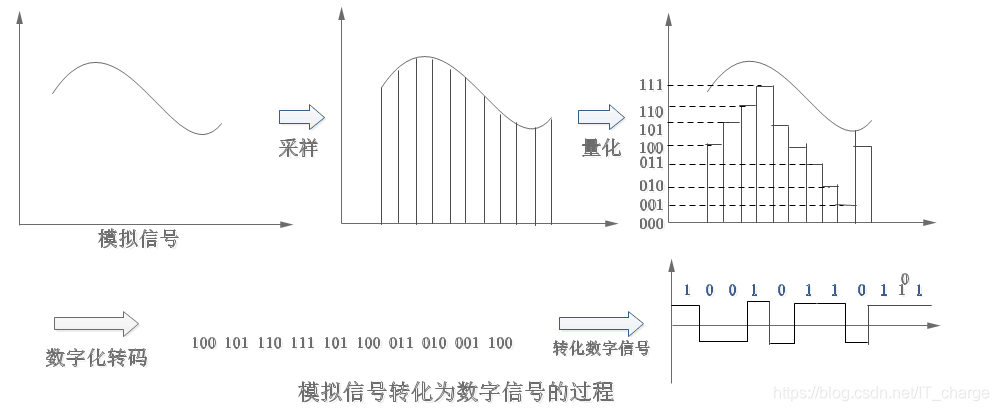 模拟信号
采样
量化
111
110
101
100
011
010
001
000
数字化转码
100 101 110 111 101 100 011 010 001 100
转化数字信号
0
1 0 0 1 0 1 1 0 1 1
模拟信号转化为数字信号的过程
https://blog.csdn.net/IT_charge